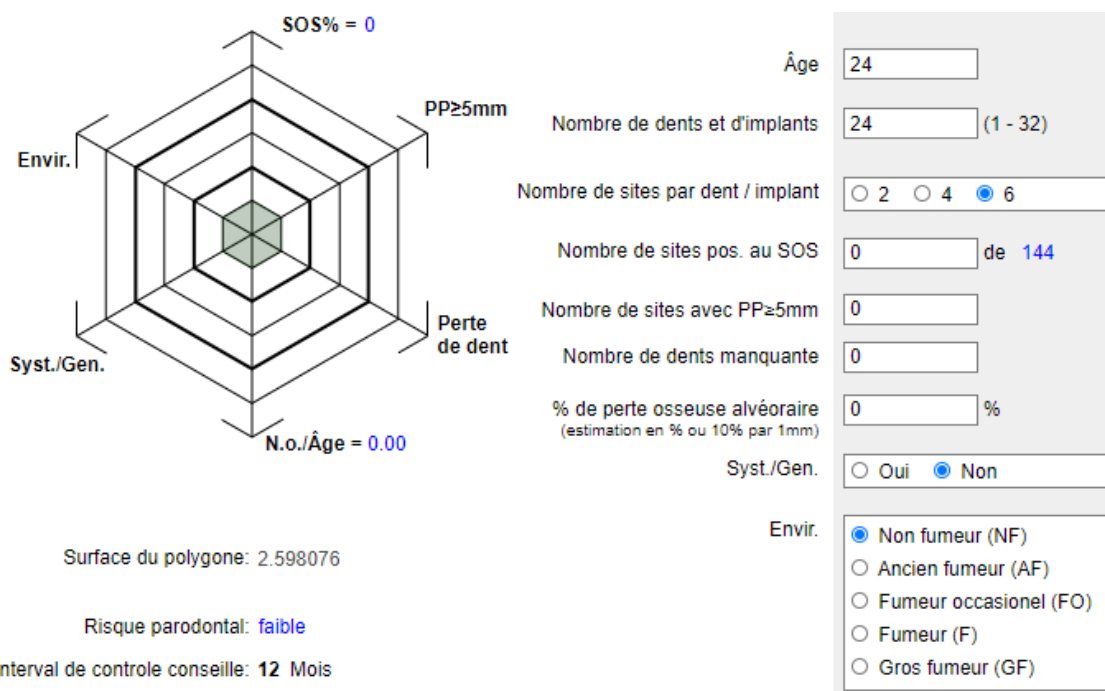 SOS% = 0
PP≥5mm
Envir.
Perte
de dent
Syst./Gen.
N.o./Âge = 0.00
Surface du polygone: 2.598076
Risque parodontal: faible
nterval de controle conseille: 12 Mois
Âge 24
Nombre de dents et d'implants 24 (1 - 32)
Nombre de sites par dent / implant 2 4 6
Nombre de sites pos. au SOS 0 de 144
Nombre de sites avec PP≥5mm 0
Nombre de dents manquante 0
% de perte osseuse alvéoraire 0 %
(estimation en % ou 10% par 1mm)
Syst./Gen. Oui Non
Envir. Non fumeur (NF)
Ancien fumeur (AF)
Fumeur occasionel (FO)
Fumeur (F)
Gros fumeur (GF)